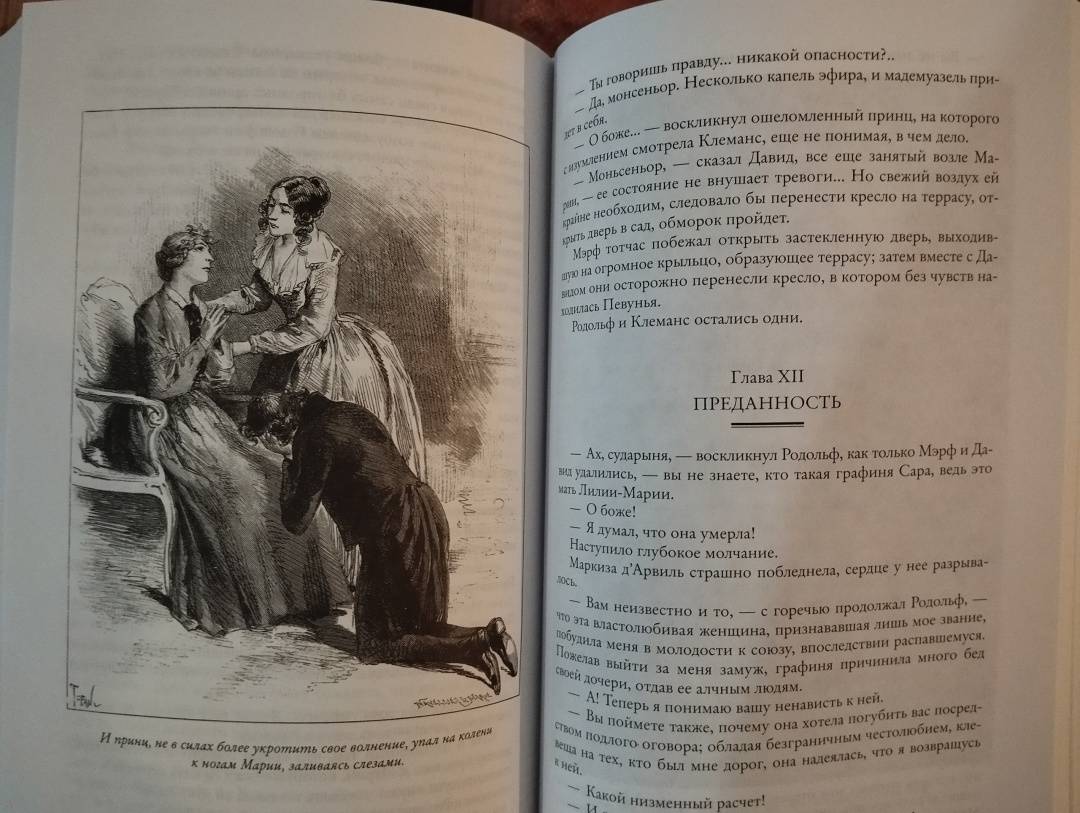 И принц, не в силах более укротить свое волнение, упал на колени
к ногам Марии, заливаясь слезами.
— Ты говоришь правду... никакой опасности?..
— Да, монсеньор. Несколько капель эфира, и мадемуазель при-
дет в себя.
— О боже... — воскликнул ошеломленный принц, на которого
с изумлением смотрела Клеманс, еще не понимая, в чем дело.
— Моньсеньор, — сказал Давид, все еще занятый возле Ма-
рии, — ее состояние не внушает тревоги... Но свежий воздух ей
крайне необходим, следовало бы перенести кресло на террасу, от-
крыть дверь в сад, обморок пройдет.
Мэрф тотчас побежал открыть застекленную дверь, выходив-
шую на огромное крыльцо, образующее террасу; затем вместе с Да-
видом они осторожно перенесли кресло, в котором без чувств на-
ходилась Певунья.
Родольф и Клеманс остались одни.
Глава XII
ПРЕДАННОСТЬ
— Ах, сударыня, — воскликнул Родольф, как только Мэрф и Да-
вид удалились, — вы не знаете, кто такая графиня Сара, ведь это
мать Лилии-Марии.
— О боже!
— Я думал, что она умерла!
Наступило глубокое молчание.
Маркиза д'Арвиль страшно побледнела, сердце у нее разрыва-
лось.
— Вам неизвестно и то, — с горечью продолжал Родольф, —
что эта властолюбивая женщина, признававшая лишь мое звание,
побудила меня в молодости к союзу, впоследствии распавшемуся.
Пожелав выйти за меня замуж, графиня причинила много бед
своей дочери, отдав ее алчным людям.
— А! Теперь я понимаю вашу ненависть к ней.
— Вы поймете также, почему она хотела погубить вас посред-
ством подлого оговора; обладая безграничным честолюбием, кле-
веща на тех, кто был мне дорог, она надеялась, что я возвращусь
к ней.
— Какой низменный расчет!